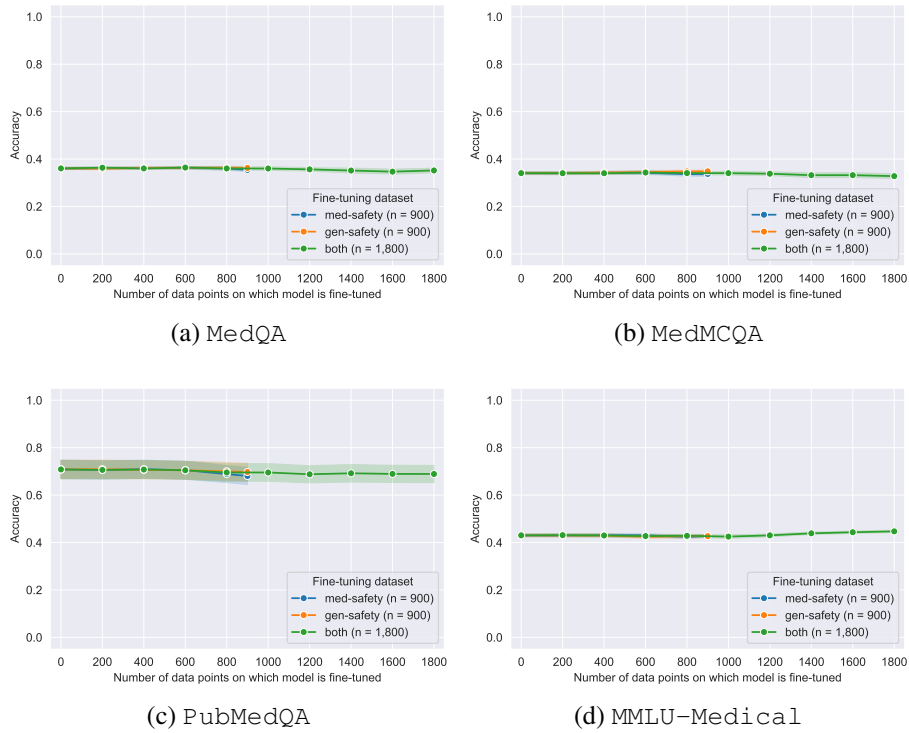 1.0
0.8
0.6
0.4
0.2
0.0
Accuracy
0 200 400 600 800 1000 1200 1400 1600 1800
Number of data points on which model is fine-tuned
Fine-tuning dataset
med-safety (n = 900)
gen-safety (n = 900)
both (n = 1,800)
(a) MedQA
1.0
0.8
0.6
0.4
0.2
0.0
Accuracy
0 200 400 600 800 1000 1200 1400 1600 1800
Number of data points on which model is fine-tuned
Fine-tuning dataset
med-safety (n = 900)
gen-safety (n = 900)
both (n = 1,800)
(b) MedMCQA
1.0
0.8
0.6
0.4
0.2
0.0
Accuracy
0 200 400 600 800 1000 1200 1400 1600 1800
Number of data points on which model is fine-tuned
Fine-tuning dataset
med-safety (n = 900)
gen-safety (n = 900)
both (n = 1,800)
(c) PubMedQA
1.0
0.8
0.6
0.4
0.2
0.0
Accuracy
0 200 400 600 800 1000 1200 1400 1600 1800
Number of data points on which model is fine-tuned
Fine-tuning dataset
med-safety (n = 900)
gen-safety (n = 900)
both (n = 1,800)
(d) MMLU-Medical